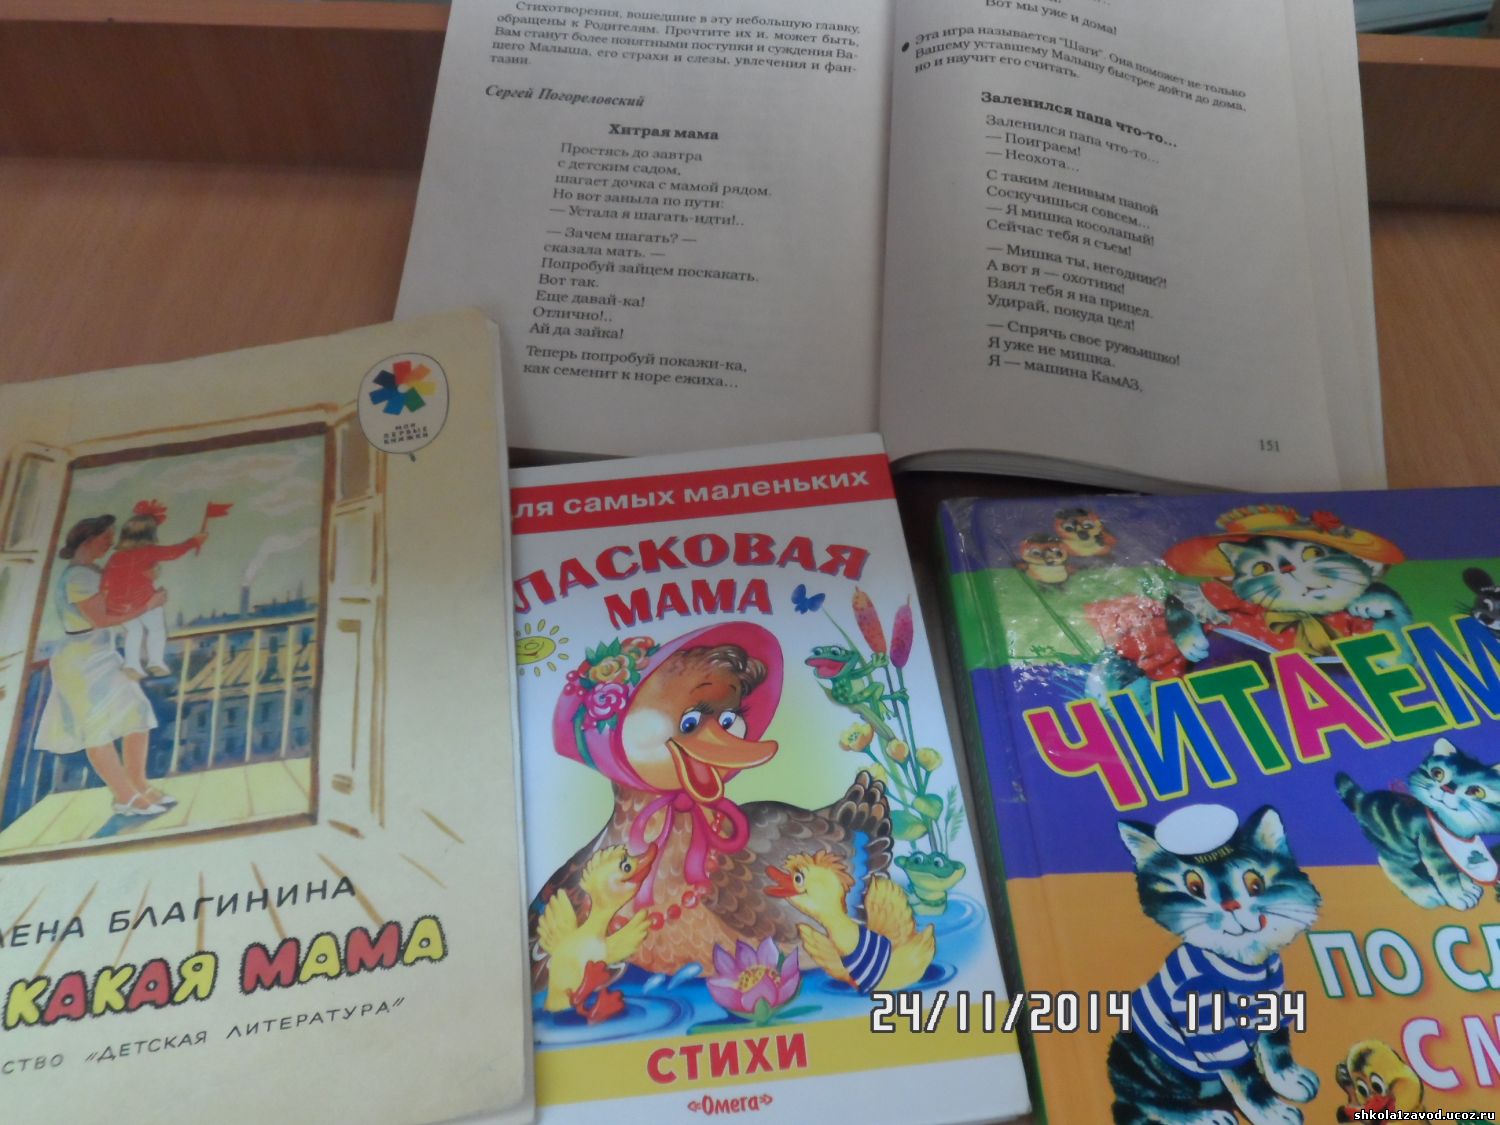 Стихотворения, вошедшие в эту небольшую главку,
обращены к Родителям. Прочтите их и, может быть,
Вам станут более понятными поступки и суждения Ва-
шего Малыша, его страхи и слезы, увлечения и фан-
тазии.
Сергей Погореловский
Хитрая мама
Простясь до завтра
с детским садом,
шагает дочка с мамой рядом.
Но вот заныла по пути:
— Устала я шагать-идти!..
— Зачем шагать? —
сказала мать. —
Попробуй зайцем поскакать.
Вот так.
Еще давай-ка!
Отлично!..
Ай да зайка!
Теперь попробуй покажи-ка,
как семенит к норе ежиха...
Вот мы уже и дома!
• Эта игра называется "Шаги". Она поможет не только
Вашему уставшему Малышу быстрее дойти до дома,
но и научит его считать.
Заленился папа что-то...
Заленился папа что-то...
— Поиграем!
— Неохота...
С таким ленивым папой
Соскучишься совсем...
— Я мишка косолапый!
Сейчас тебя я съем!
— Мишка ты, негодник?!
А вот я — охотник!
Взял тебя я на прицел.
Удирай, покуда цел!
— Спрячь свое ружьишко!
Я уже не мишка.
Я — машина КамАЗ,
151
МОИ
ПЕРВЫЕ
КНИЖКИ
ЕНА БЛАГИНИНА
КАКАЯ МАМА
СТВО "ДЕТСКАЯ ЛИТЕРАТУРА"
ля самых маленьких
ЛАСКОВАЯ
МАМА
СТИХИ
«Омега»
ЧИТАЕМ
МОРЯК
ПО СЛ
С М
24/11/2014 11:34
shkola1zavod.ucoz.ru